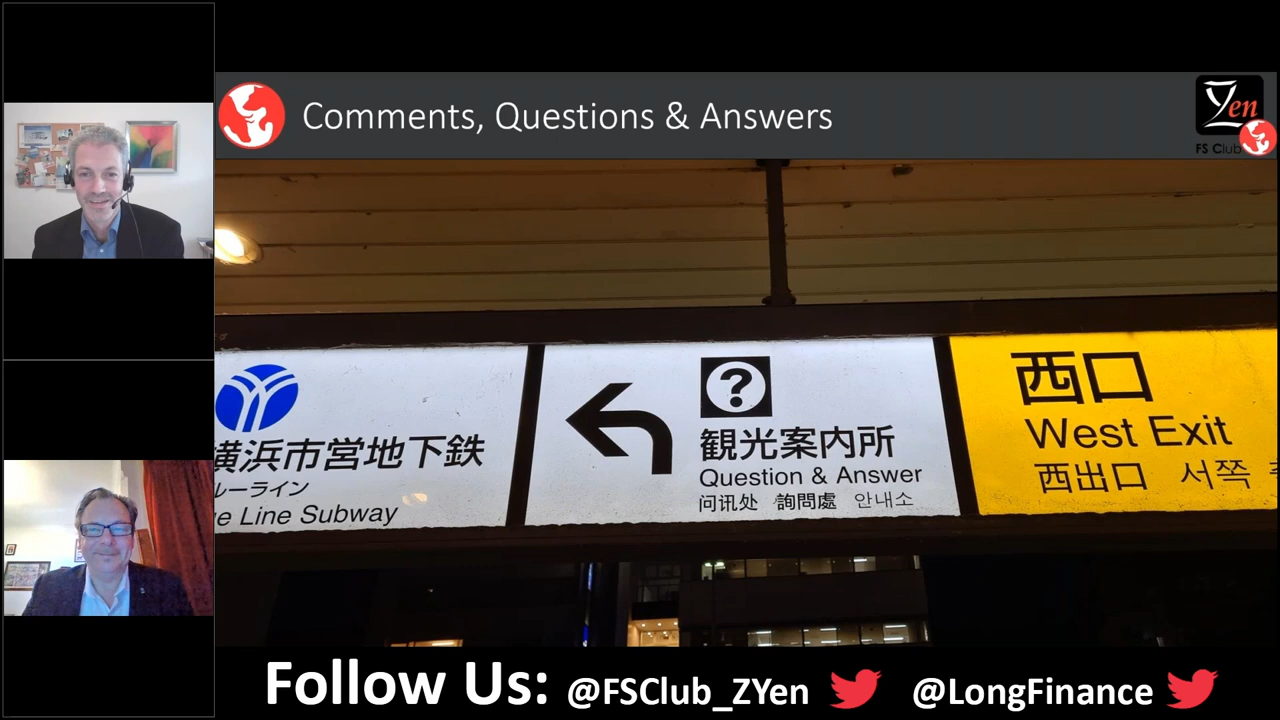 Comments, Questions & Answers
Yen
FS Club
横浜市営地下鉄
ルーライン
e Line Subway
?
観光案内所
Question & Answer
问讯处 詢問處 안내소
西口
West Exit
西出口 서쪽
Follow Us: @FSClub_ZYen @LongFinance